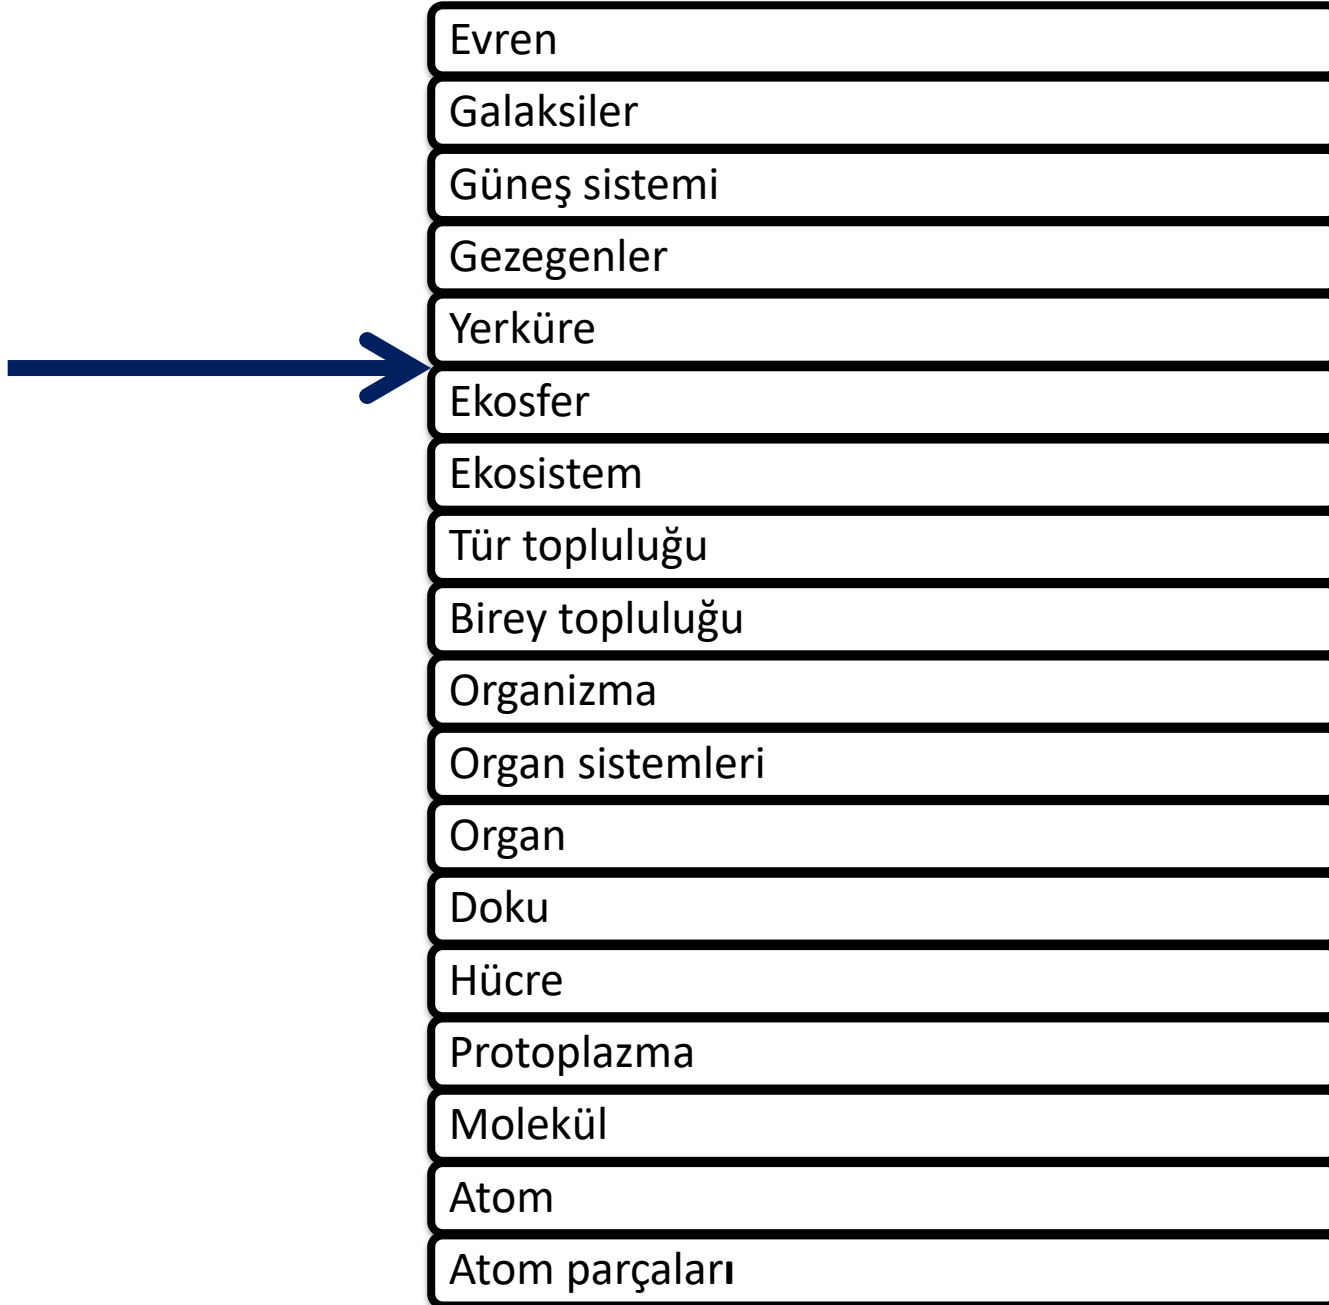 Evren
Galaksiler
Güneş sistemi
Gezegenler
Yerküre
Ekosfer
Ekosistem
Tür topluluğu
Birey topluluğu
Organizma
Organ sistemleri
Organ
Doku
Hücre
Protoplazma
Molekül
Atom
Atom parçaları